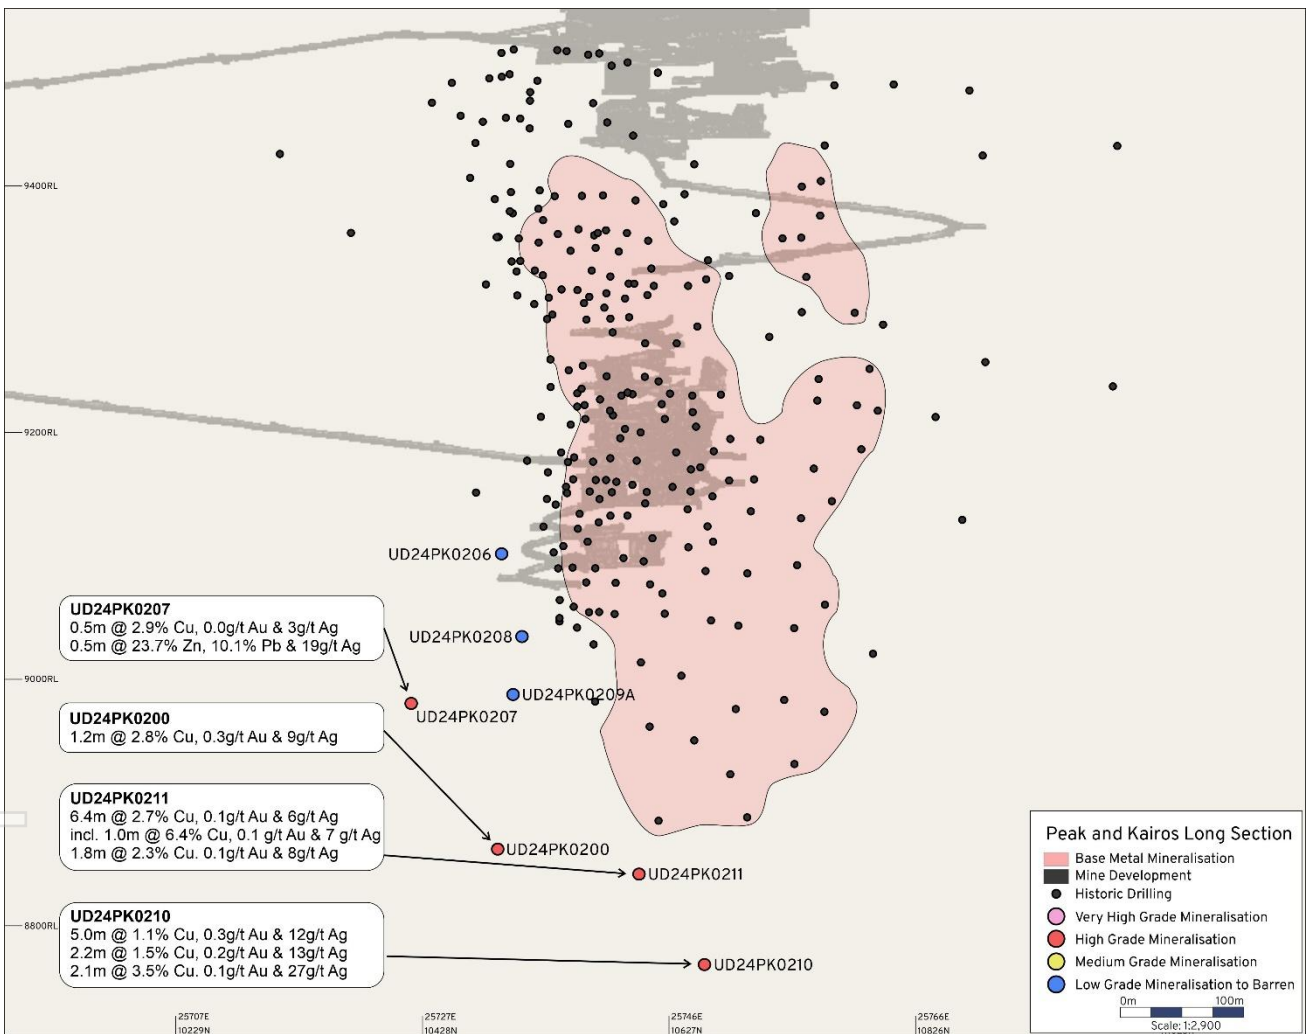 9400RL
9200RL
UD24PK0206
UD24PK0207
0.5m @ 2.9% Cu, 0.0g/t Au & 3g/t Ag
0.5m @ 23.7% Zn, 10.1% Pb & 19g/t Ag
UD24PK0208
9000RL
UD24PK0209A
UD24PK0207
UD24PK0200
1.2m @ 2.8% Cu, 0.3g/t Au & 9g/t Ag
UD24PK0211
6.4m @ 2.7% Cu, 0.1g/t Au & 6g/t Ag
incl. 1.0m @ 6.4% Cu, 0.1 g/t Au & 7 g/t Ag
1.8m @ 2.3% Cu. 0.1g/t Au & 8g/t Ag
UD24PK0200
UD24PK0211
8800RL
UD24PK0210
5.0m @ 1.1% Cu, 0.3g/t Au & 12g/t Ag
2.2m @ 1.5% Cu, 0.2g/t Au & 13g/t Ag
2.1m @ 3.5% Cu. 0.1g/t Au & 27g/t Ag
UD24PK0210
Peak and Kairos Long Section
Base Metal Mineralisation
Mine Development
Historic Drilling
Very High Grade Mineralisation
High Grade Mineralisation
Medium Grade Mineralisation
Low Grade Mineralisation to Barren
0m 100m
Scale: 1:2,900
25707E
10229N
25727E
10428N
25746E
10627N
25766E
10826N